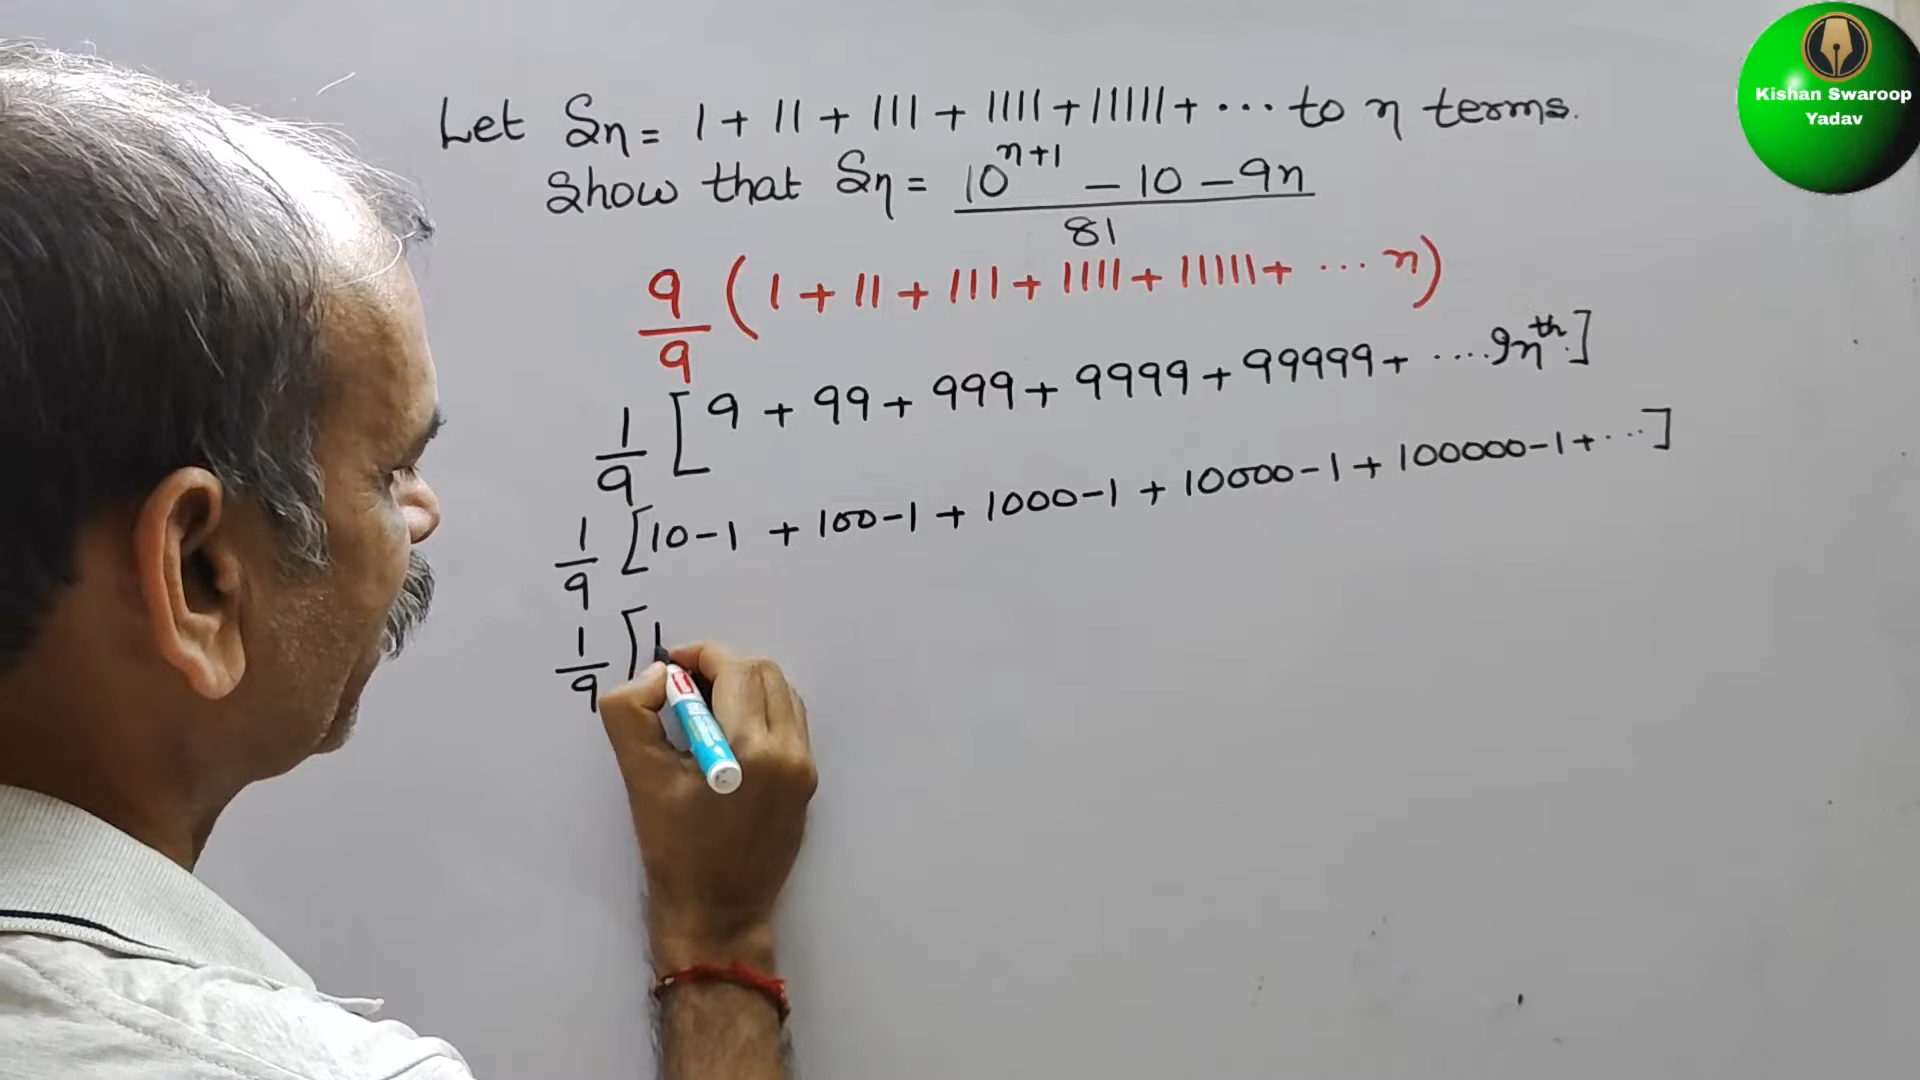 Kishan Swaroop
Yadav
Let Sn = 1 + 11 + 111 + 1111 + 11111 + ... to n terms.
Show that Sn = (10^(n+1) - 10 - 9n)/81
9/9 (1 + 11 + 111 + 1111 + 11111 + ... n)
1/9 [9 + 99 + 999 + 9999 + 99999 + .... 9n^th]
1/9 [10-1 + 100-1 + 1000-1 + 10000-1 + 100000-1 + ...]
1/9 [1